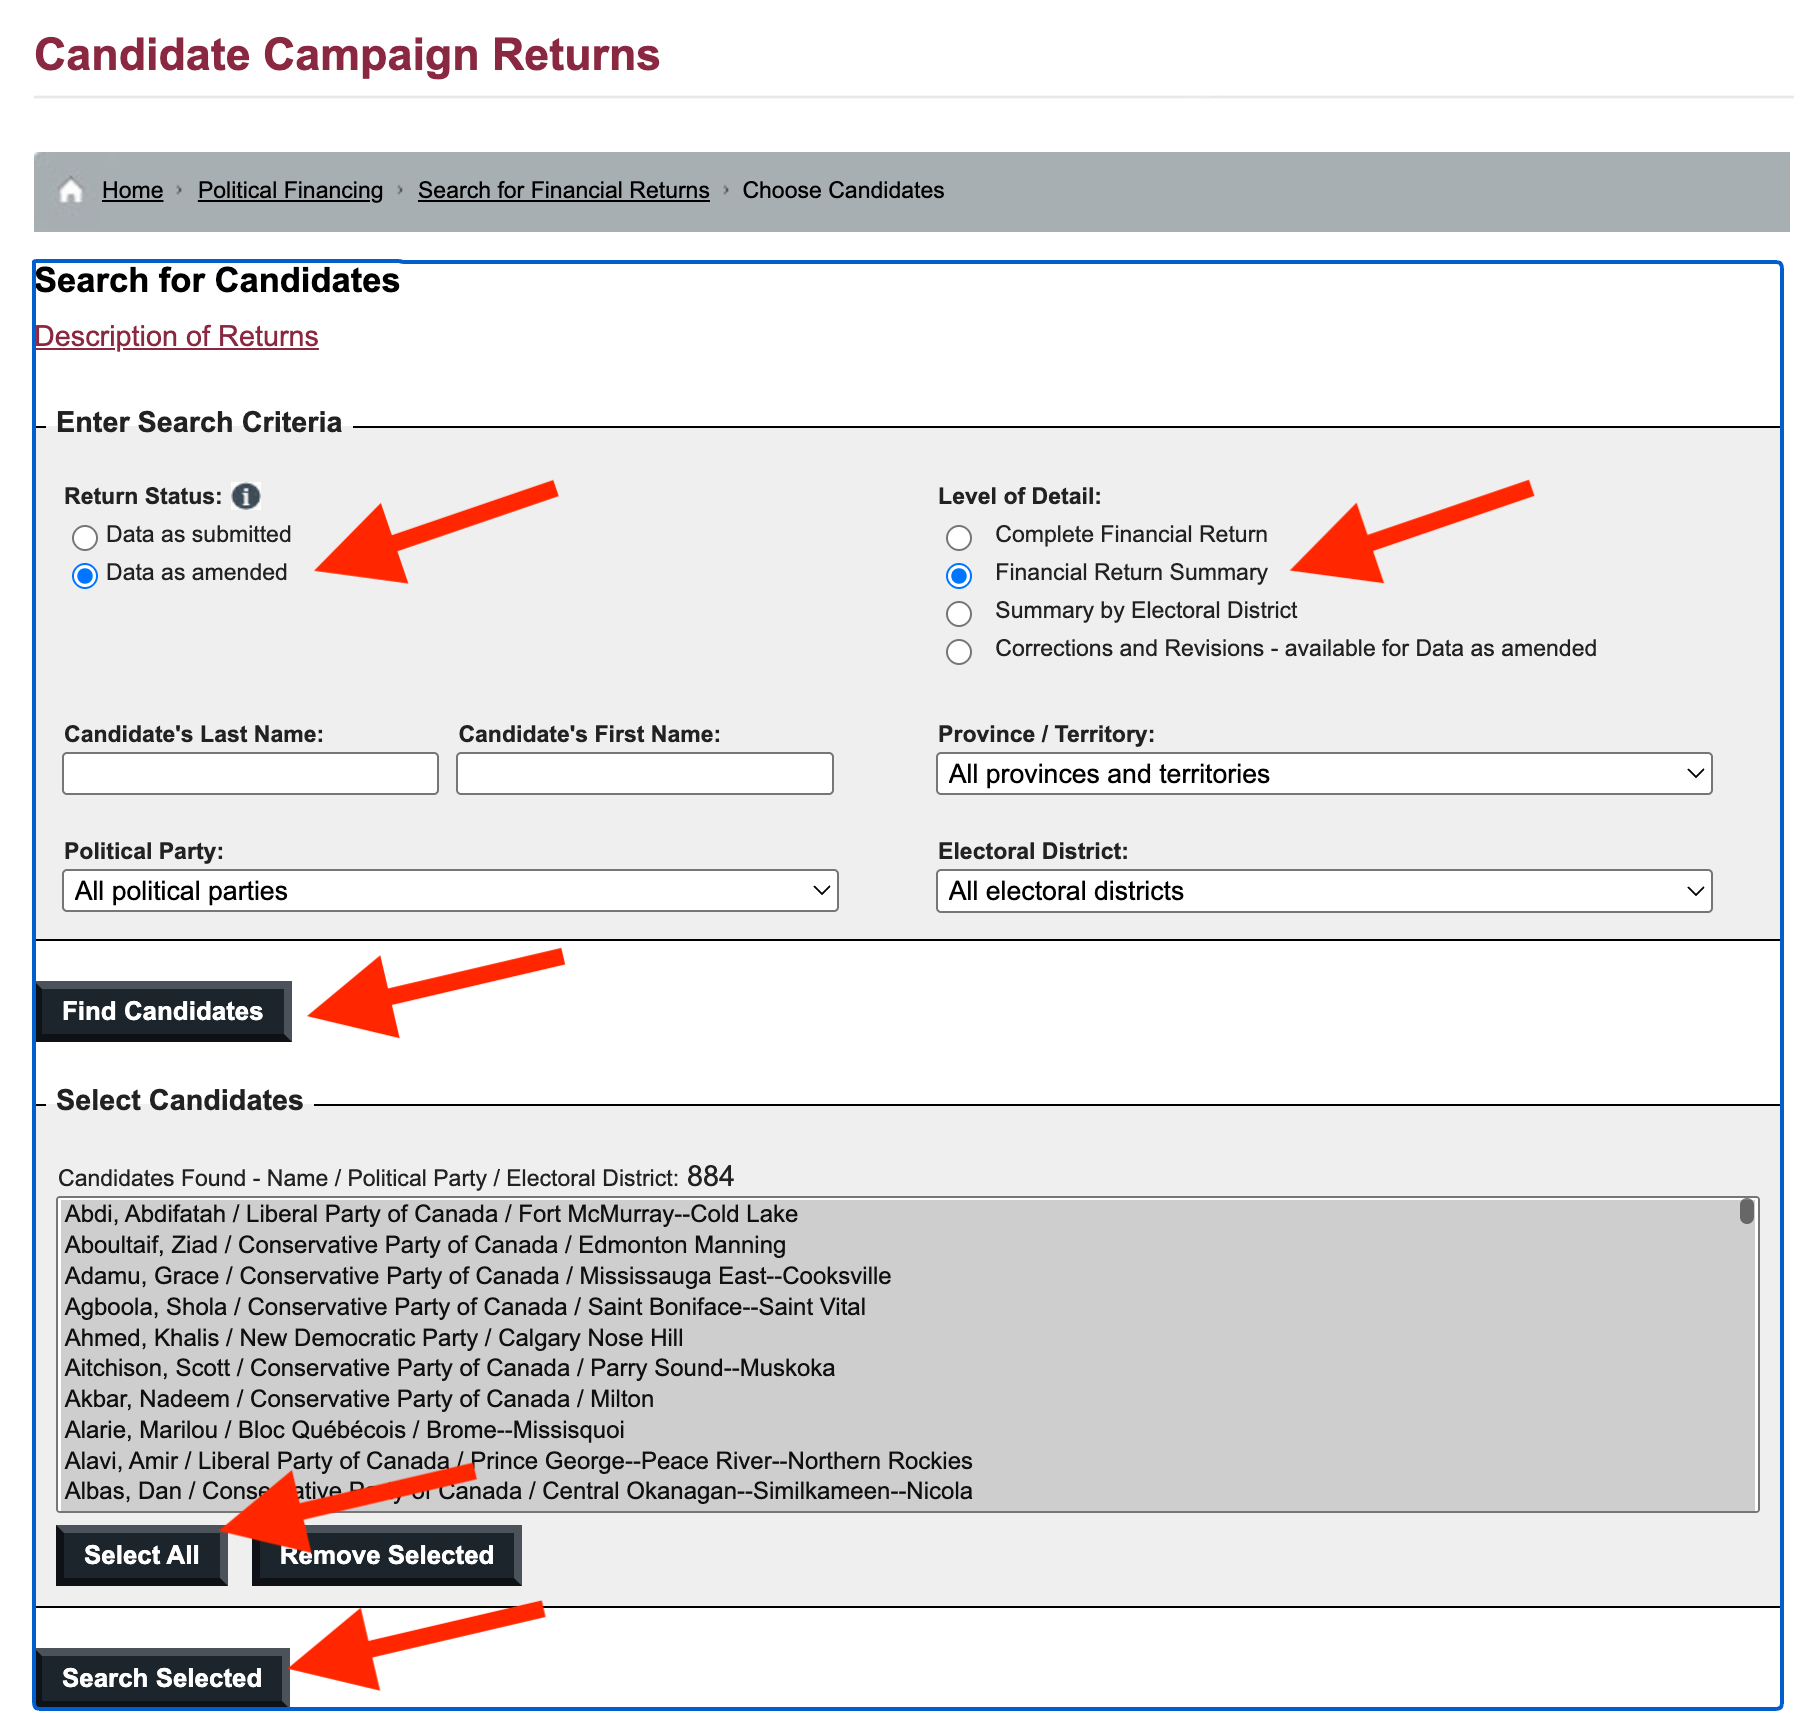 Candidate Campaign Returns
Home › Political Financing › Search for Financial Returns › Choose Candidates
Search for Candidates
Description of Returns
Enter Search Criteria
Return Status: i
Level of Detail:
Data as submitted
Complete Financial Return
Data as amended
Financial Return Summary
Summary by Electoral District
Corrections and Revisions - available for Data as amended
Candidate's Last Name:
Candidate's First Name:
Province / Territory:
All provinces and territories
Political Party:
Electoral District:
All political parties
All electoral districts
Find Candidates
Select Candidates
Candidates Found - Name / Political Party / Electoral District: 884
Abdi, Abdifatah / Liberal Party of Canada / Fort McMurray--Cold Lake
Aboultaif, Ziad / Conservative Party of Canada / Edmonton Manning
Adamu, Grace / Conservative Party of Canada / Mississauga East--Cooksville
Agboola, Shola / Conservative Party of Canada / Saint Boniface--Saint Vital
Ahmed, Khalis / New Democratic Party / Calgary Nose Hill
Aitchison, Scott / Conservative Party of Canada / Parry Sound--Muskoka
Akbar, Nadeem / Conservative Party of Canada / Milton
Alarie, Marilou / Bloc Québécois / Brome--Missisquoi
Alavi, Amir / Liberal Party of Canada / Prince George--Peace River--Northern Rockies
Albas, Dan / Conservative Party of Canada / Central Okanagan--Similkameen--Nicola
Select All
Remove Selected
Search Selected